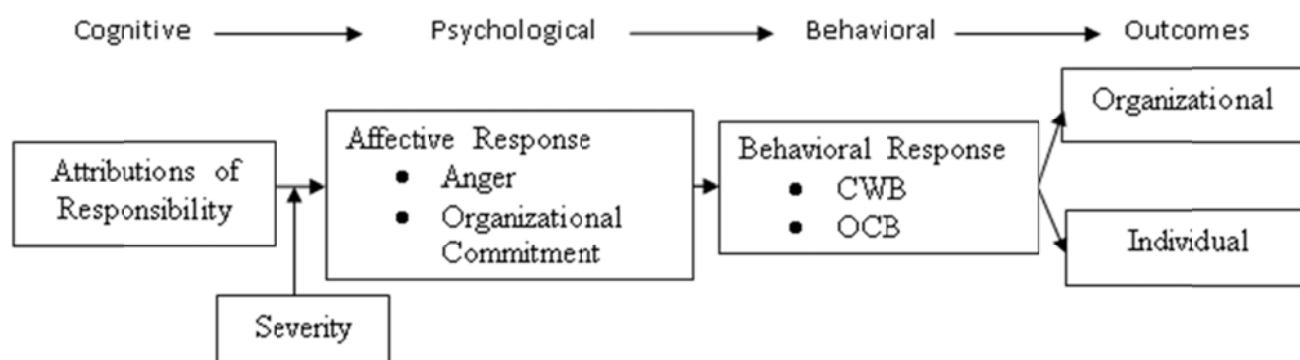 Cognitive
Psychological
Behavioral
Outcomes
Attributions of
Responsibility
Severity
Affective Response
• Anger
• Organizational
Commitment
Behavioral Response
• CWB
• OCB
Organizational
Individual